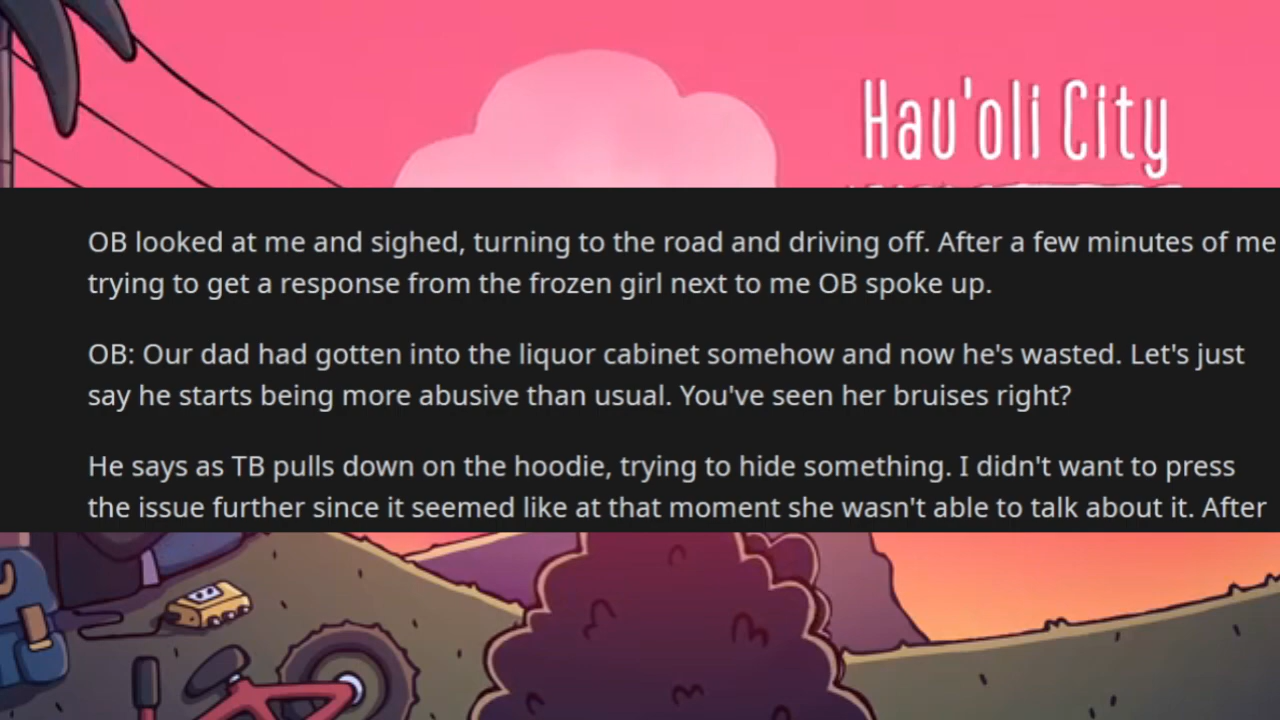 Hau'oli City
OB looked at me and sighed, turning to the road and driving off. After a few minutes of me
trying to get a response from the frozen girl next to me OB spoke up.
OB: Our dad had gotten into the liquor cabinet somehow and now he's wasted. Let's just
say he starts being more abusive than usual. You've seen her bruises right?
He says as TB pulls down on the hoodie, trying to hide something. I didn't want to press
the issue further since it seemed like at that moment she wasn't able to talk about it. After